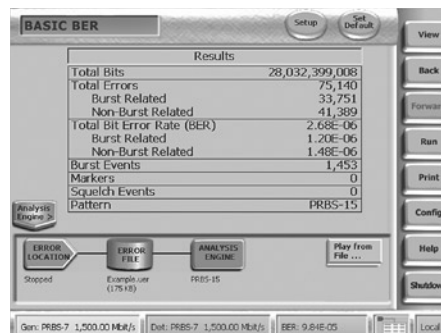 BASIC BER
Setup
Set Default
View
Back
Forward
Run
Print
Config
Help
Shutdown
Results
Total Bits 28,032,399,008
Total Errors 75,140
Burst Related 33,751
Non-Burst Related 41,389
Total Bit Error Rate (BER) 2.68E-06
Burst Related 1.20E-06
Non-Burst Related 1.48E-06
Burst Events 1,453
Markers 0
Squelch Events 0
Pattern PRBS-15
Analysis Engine >
ERROR LOCATION
Stopped
ERROR FILE
Example.uer
(175 KB)
ANALYSIS ENGINE
PRBS-15
Play from File ...
Gen: PRBS-7 1,500.00 Mbit/s
Det: PRBS-7 1,500.00 Mbit/s
BER: 9.84E-05
Local